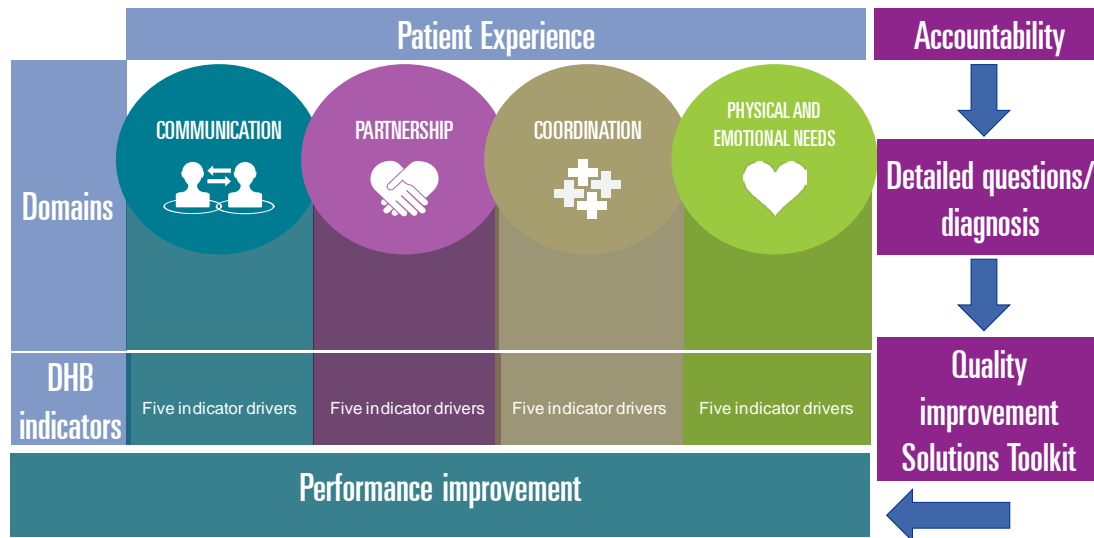 Patient Experience
Accountability
COMMUNICATION
PARTNERSHIP
COORDINATION
PHYSICAL AND
EMOTIONAL NEEDS
Domains
Detailed questions/
diagnosis
DHB
indicators
Five indicator drivers
Five indicator drivers
Five indicator drivers
Five indicator drivers
Quality
improvement
Solutions Toolkit
Performance improvement